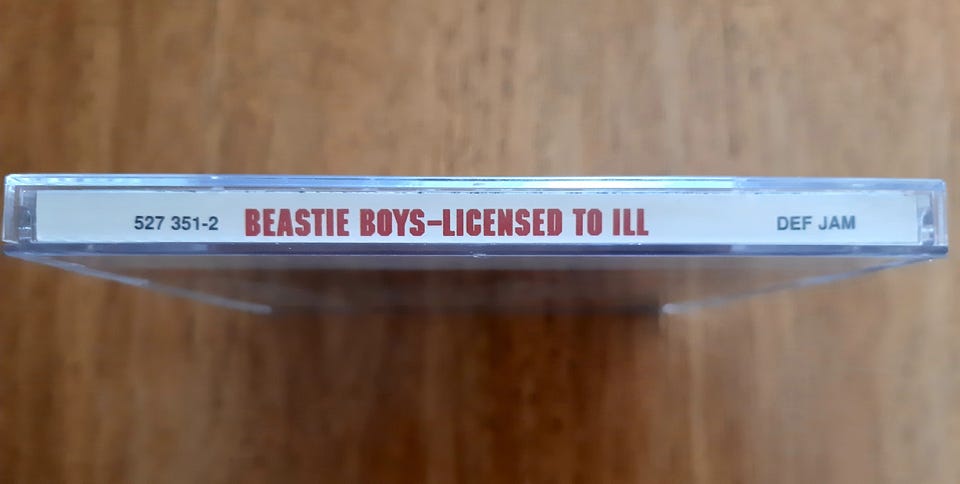 527 351-2 BEASTIE BOYS–LICENSED TO ILL DEF JAM